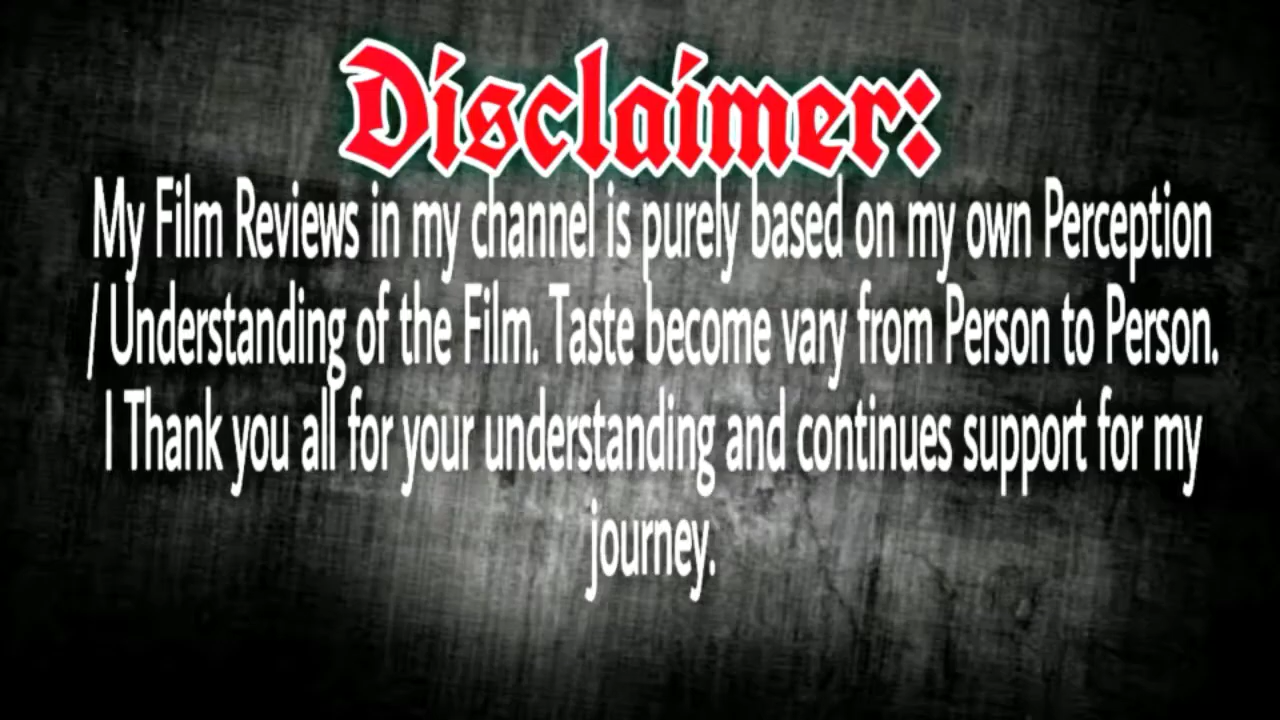 Disclaimer:
My Film Reviews in my channel is purely based on my own Perception
/ Understanding of the Film. Taste become vary from Person to Person.
I Thank you all for your understanding and continues support for my
journey.